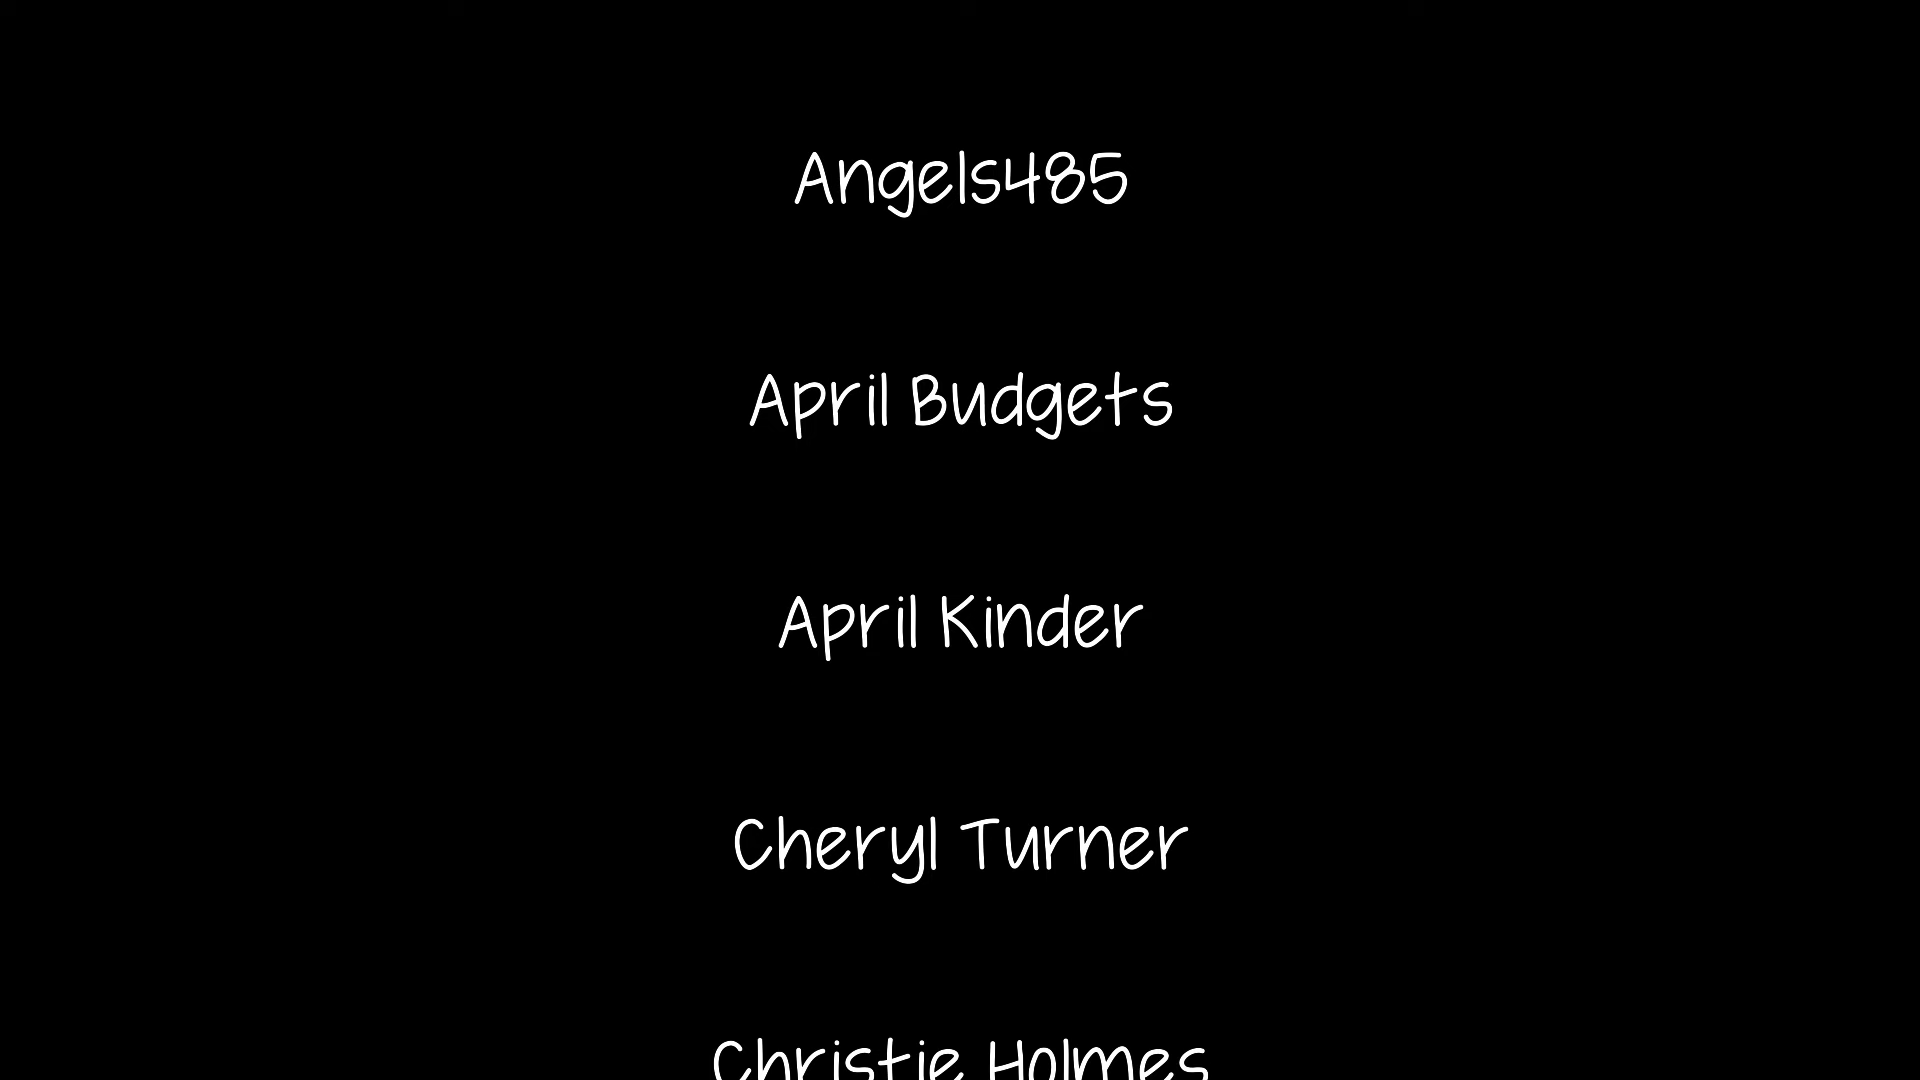 Angels485
April Budgets
April Kinder
Cheryl Turner
Christie Holmes